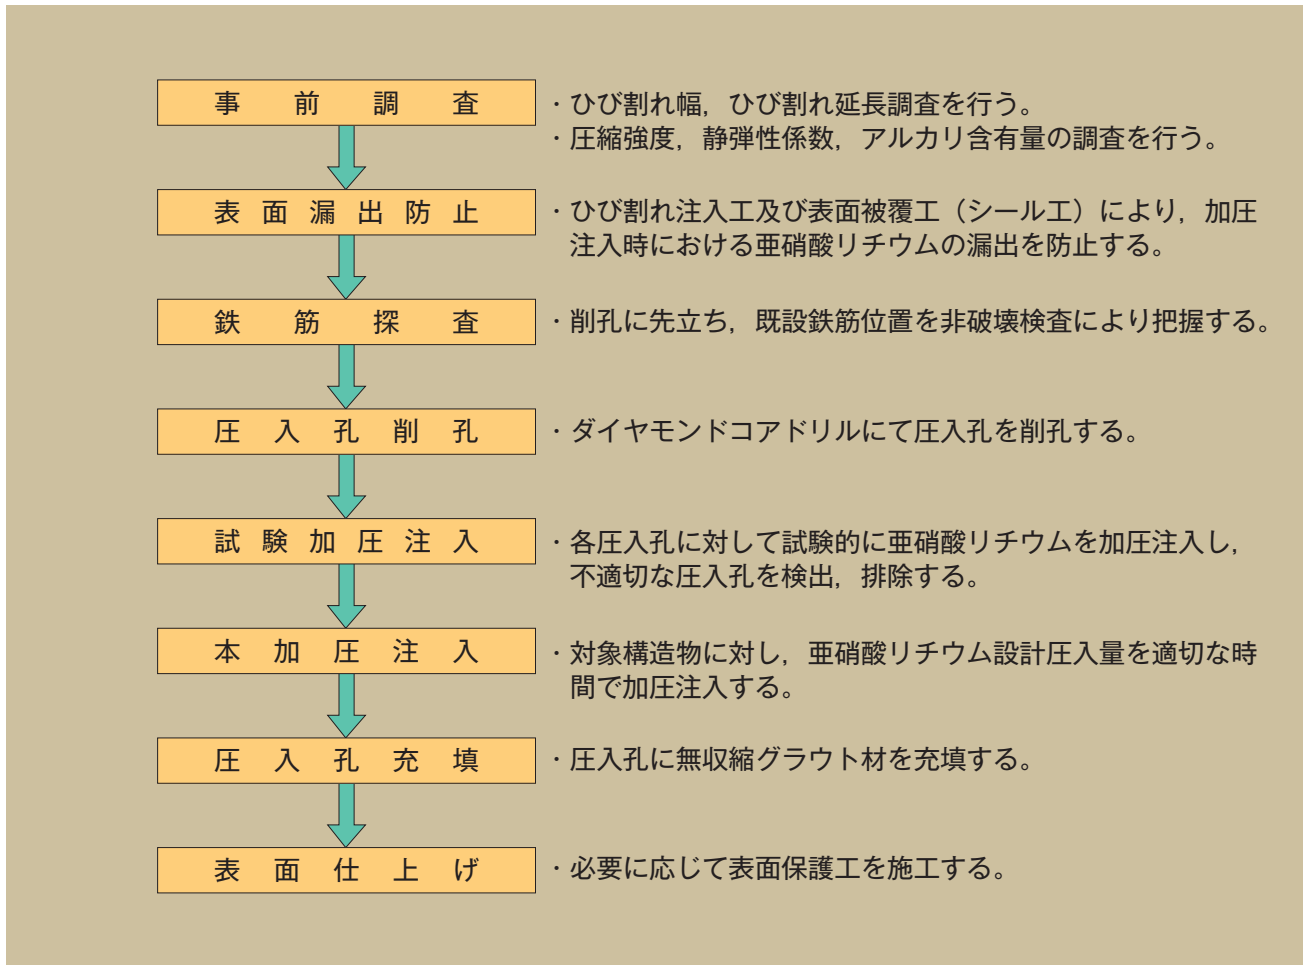 事前調査
・ひび割れ幅，ひび割れ延長調査を行う。
・圧縮強度，静弾性係数，アルカリ含有量の調査を行う。
表面漏出防止
・ひび割れ注入工及び表面被覆工（シール工）により，加圧
注入時における亜硝酸リチウムの漏出を防止する。
鉄筋探査
・削孔に先立ち，既設鉄筋位置を非破壊検査により把握する。
圧入孔削孔
・ダイヤモンドコアドリルにて圧入孔を削孔する。
試験加圧注入
・各圧入孔に対して試験的に亜硝酸リチウムを加圧注入し，
不適切な圧入孔を検出，排除する。
本加圧注入
・対象構造物に対し，亜硝酸リチウム設計圧入量を適切な時
間で加圧注入する。
圧入孔充填
・圧入孔に無収縮グラウト材を充填する。
表面仕上げ
・必要に応じて表面保護工を施工する。